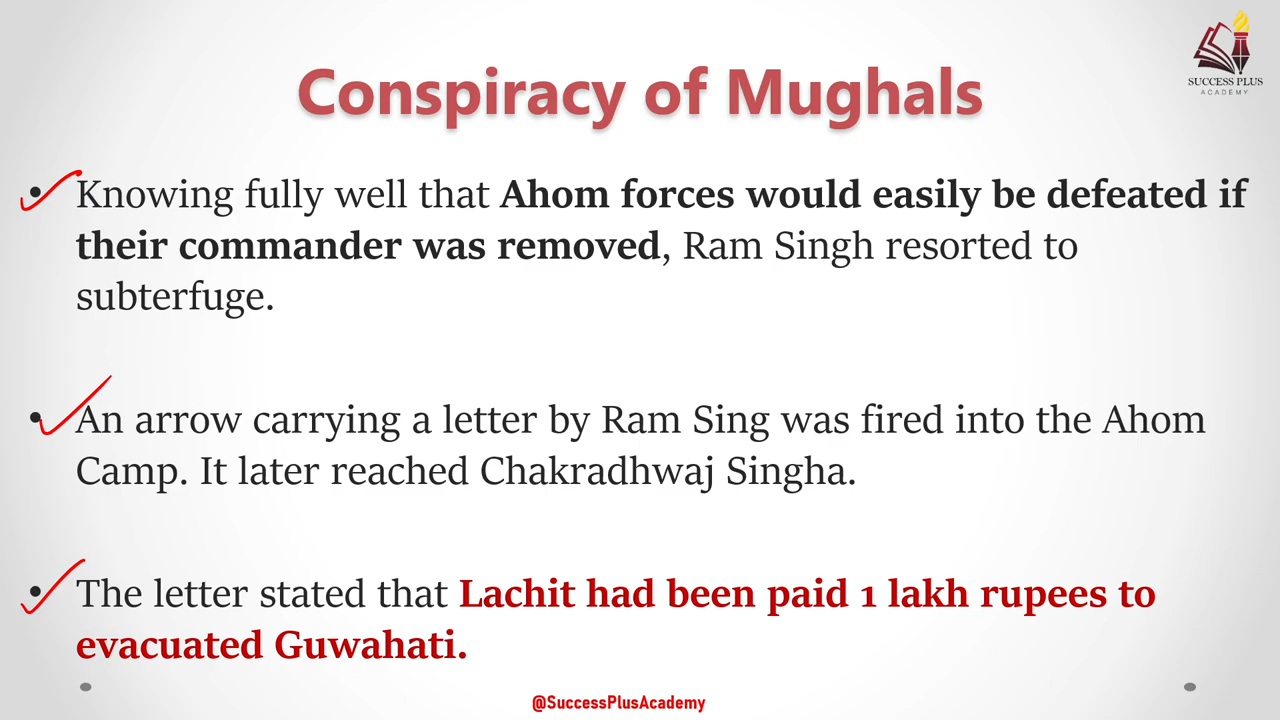 SUCCESS PLUS
ACADEMY
Conspiracy of Mughals
• Knowing fully well that Ahom forces would easily be defeated if
their commander was removed, Ram Singh resorted to
subterfuge.
• An arrow carrying a letter by Ram Sing was fired into the Ahom
Camp. It later reached Chakradhwaj Singha.
• The letter stated that Lachit had been paid 1 lakh rupees to
evacuated Guwahati.
@SuccessPlusAcademy